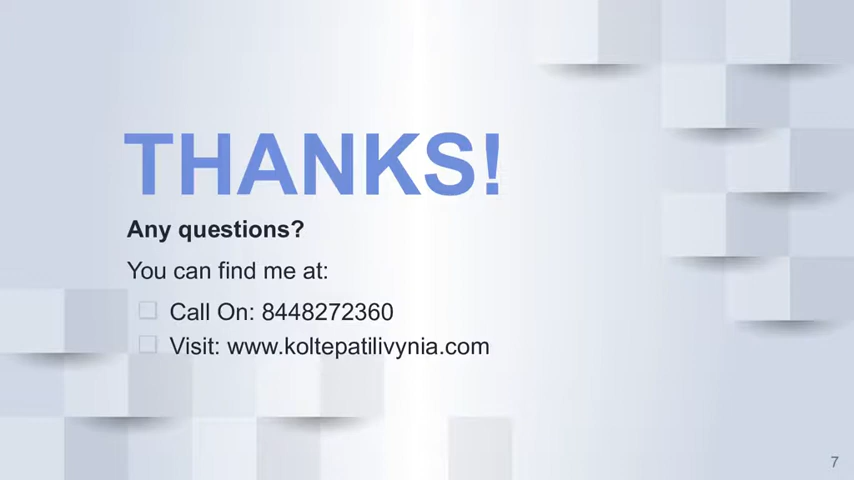 THANKS!
Any questions?
You can find me at:
Call On: 8448272360
Visit: www.koltepatilivynia.com
7